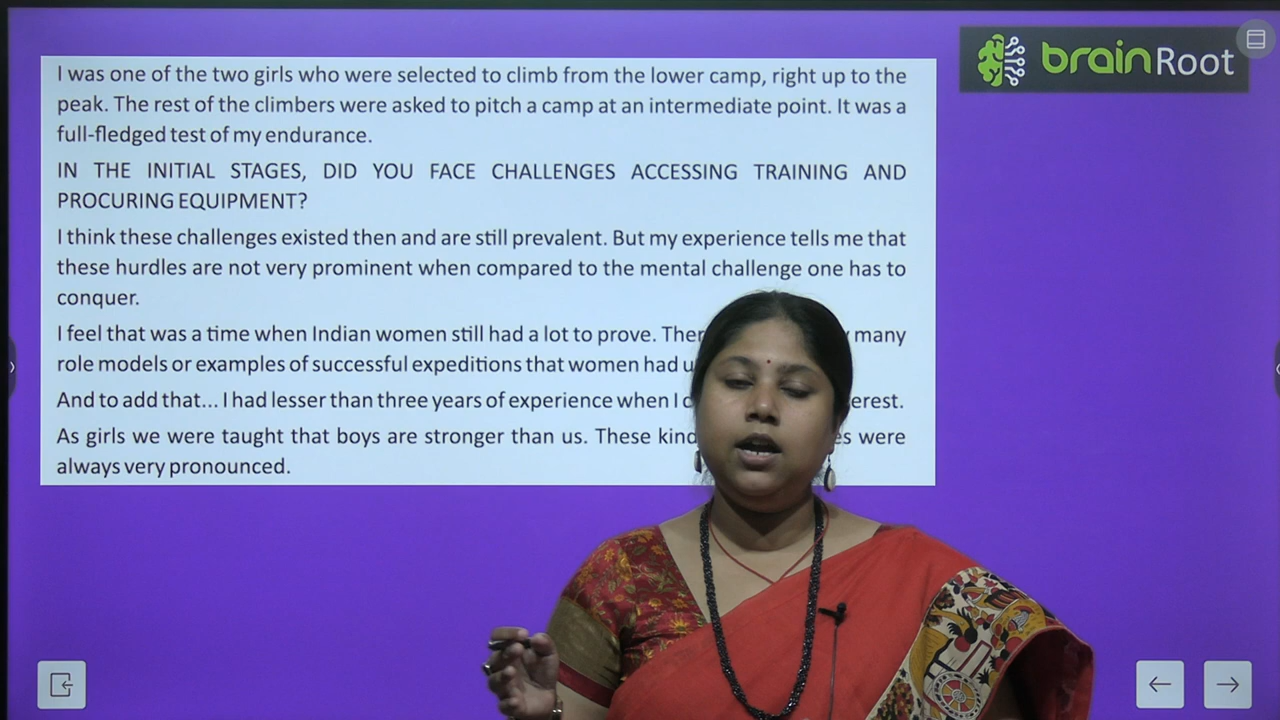 brainRoot
I was one of the two girls who were selected to climb from the lower camp, right up to the
peak. The rest of the climbers were asked to pitch a camp at an intermediate point. It was a
full-fledged test of my endurance.
IN THE INITIAL STAGES, DID YOU FACE CHALLENGES ACCESSING TRAINING AND
PROCURING EQUIPMENT?
I think these challenges existed then and are still prevalent. But my experience tells me that
these hurdles are not very prominent when compared to the mental challenge one has to
conquer.
I feel that was a time when Indian women still had a lot to prove. many
role models or examples of successful expeditions that women had
And to add that... I had lesser than three years of experience when I
As girls we were taught that boys are stronger than us. These were
always very pronounced.